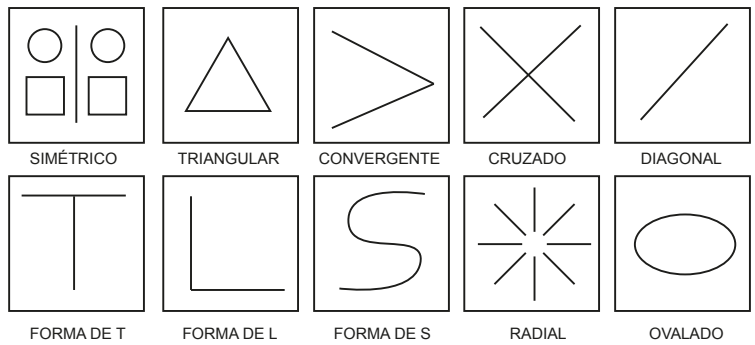 SIMÉTRICO
TRIANGULAR
CONVERGENTE
CRUZADO
DIAGONAL
FORMA DE T
FORMA DE L
FORMA DE S
RADIAL
OVALADO